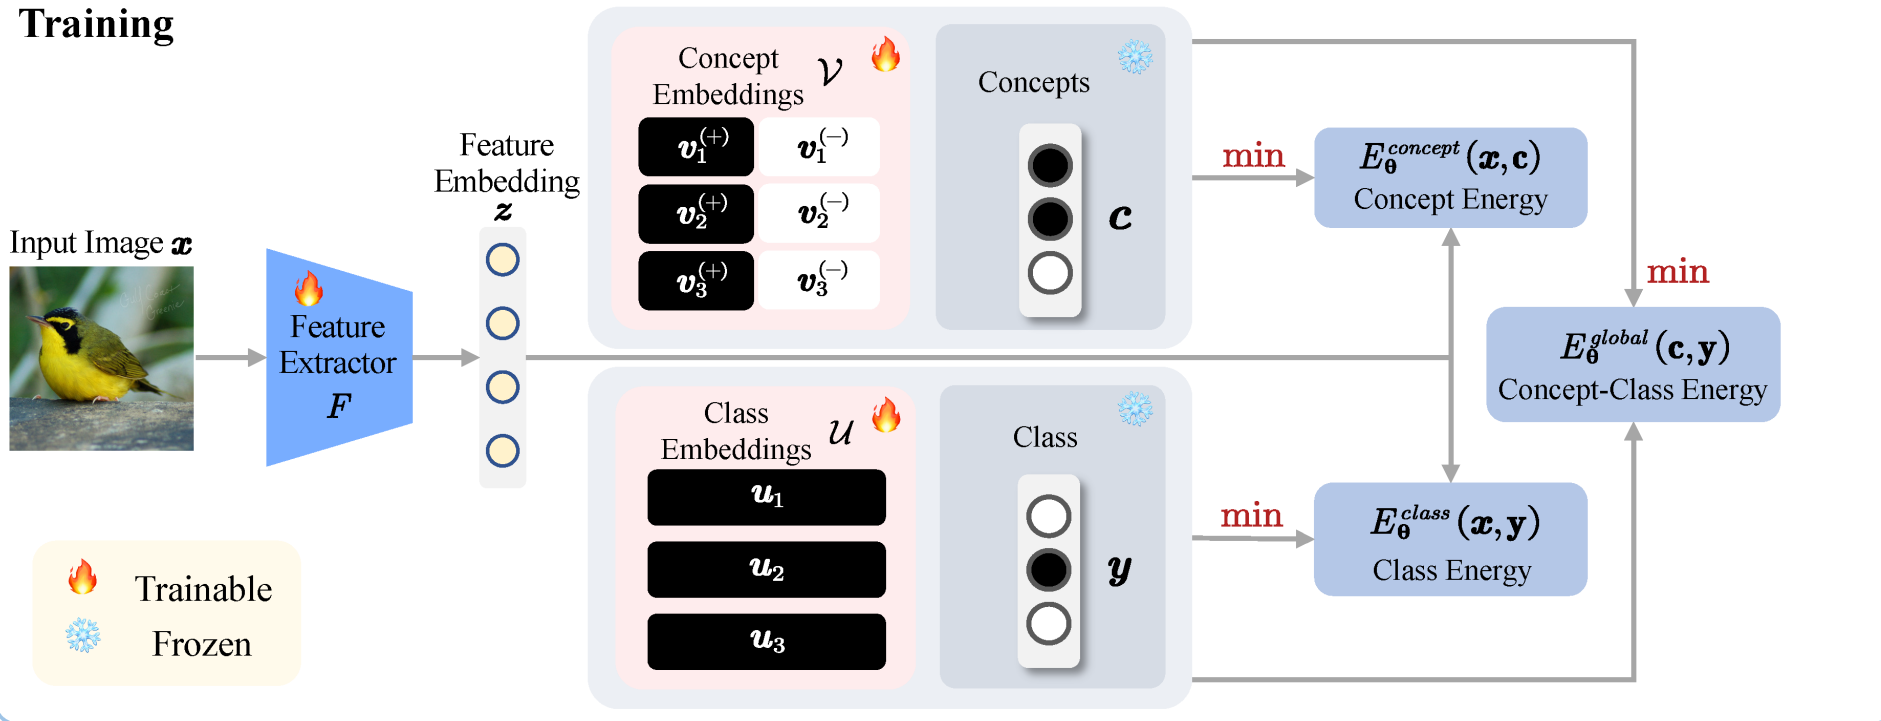 Training
Input Image x
Feature
Extractor
F
Feature
Embedding
z
Concept
Embeddings 𝒱
v₁⁽⁺⁾ v₁⁽⁻⁾
v₂⁽⁺⁾ v₂⁽⁻⁾
v₃⁽⁺⁾ v₃⁽⁻⁾
Concepts
c
Class
Embeddings 𝒰
u₁
u₂
u₃
Class
y
min
E_θ^concept(x, c)
Concept Energy
min
E_θ^global(c, y)
Concept-Class Energy
min
E_θ^class(x, y)
Class Energy
Trainable
Frozen